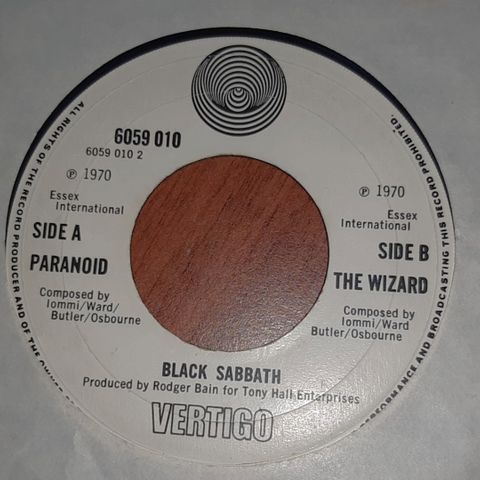 6059 010
6059 010 2
℗ 1970
Essex
International
SIDE A
PARANOID
Composed by
Iommi/Ward/
Butler/Osbourne
℗ 1970
Essex
International
SIDE B
THE WIZARD
Composed by
Iommi/Ward
Butler/Osbourne
BLACK SABBATH
Produced by Rodger Bain for Tony Hall Enterprises
VERTIGO
ALL RIGHTS OF THE RECORD PRODUCER AND OF THE
PERFORMANCE AND BROADCASTING THIS RECORD PROHIBITED.